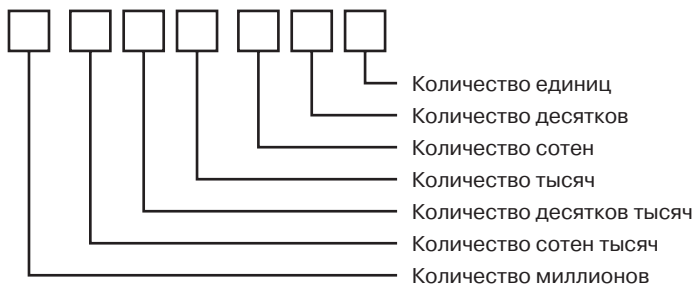 Количество единиц
Количество десятков
Количество сотен
Количество тысяч
Количество десятков тысяч
Количество сотен тысяч
Количество миллионов